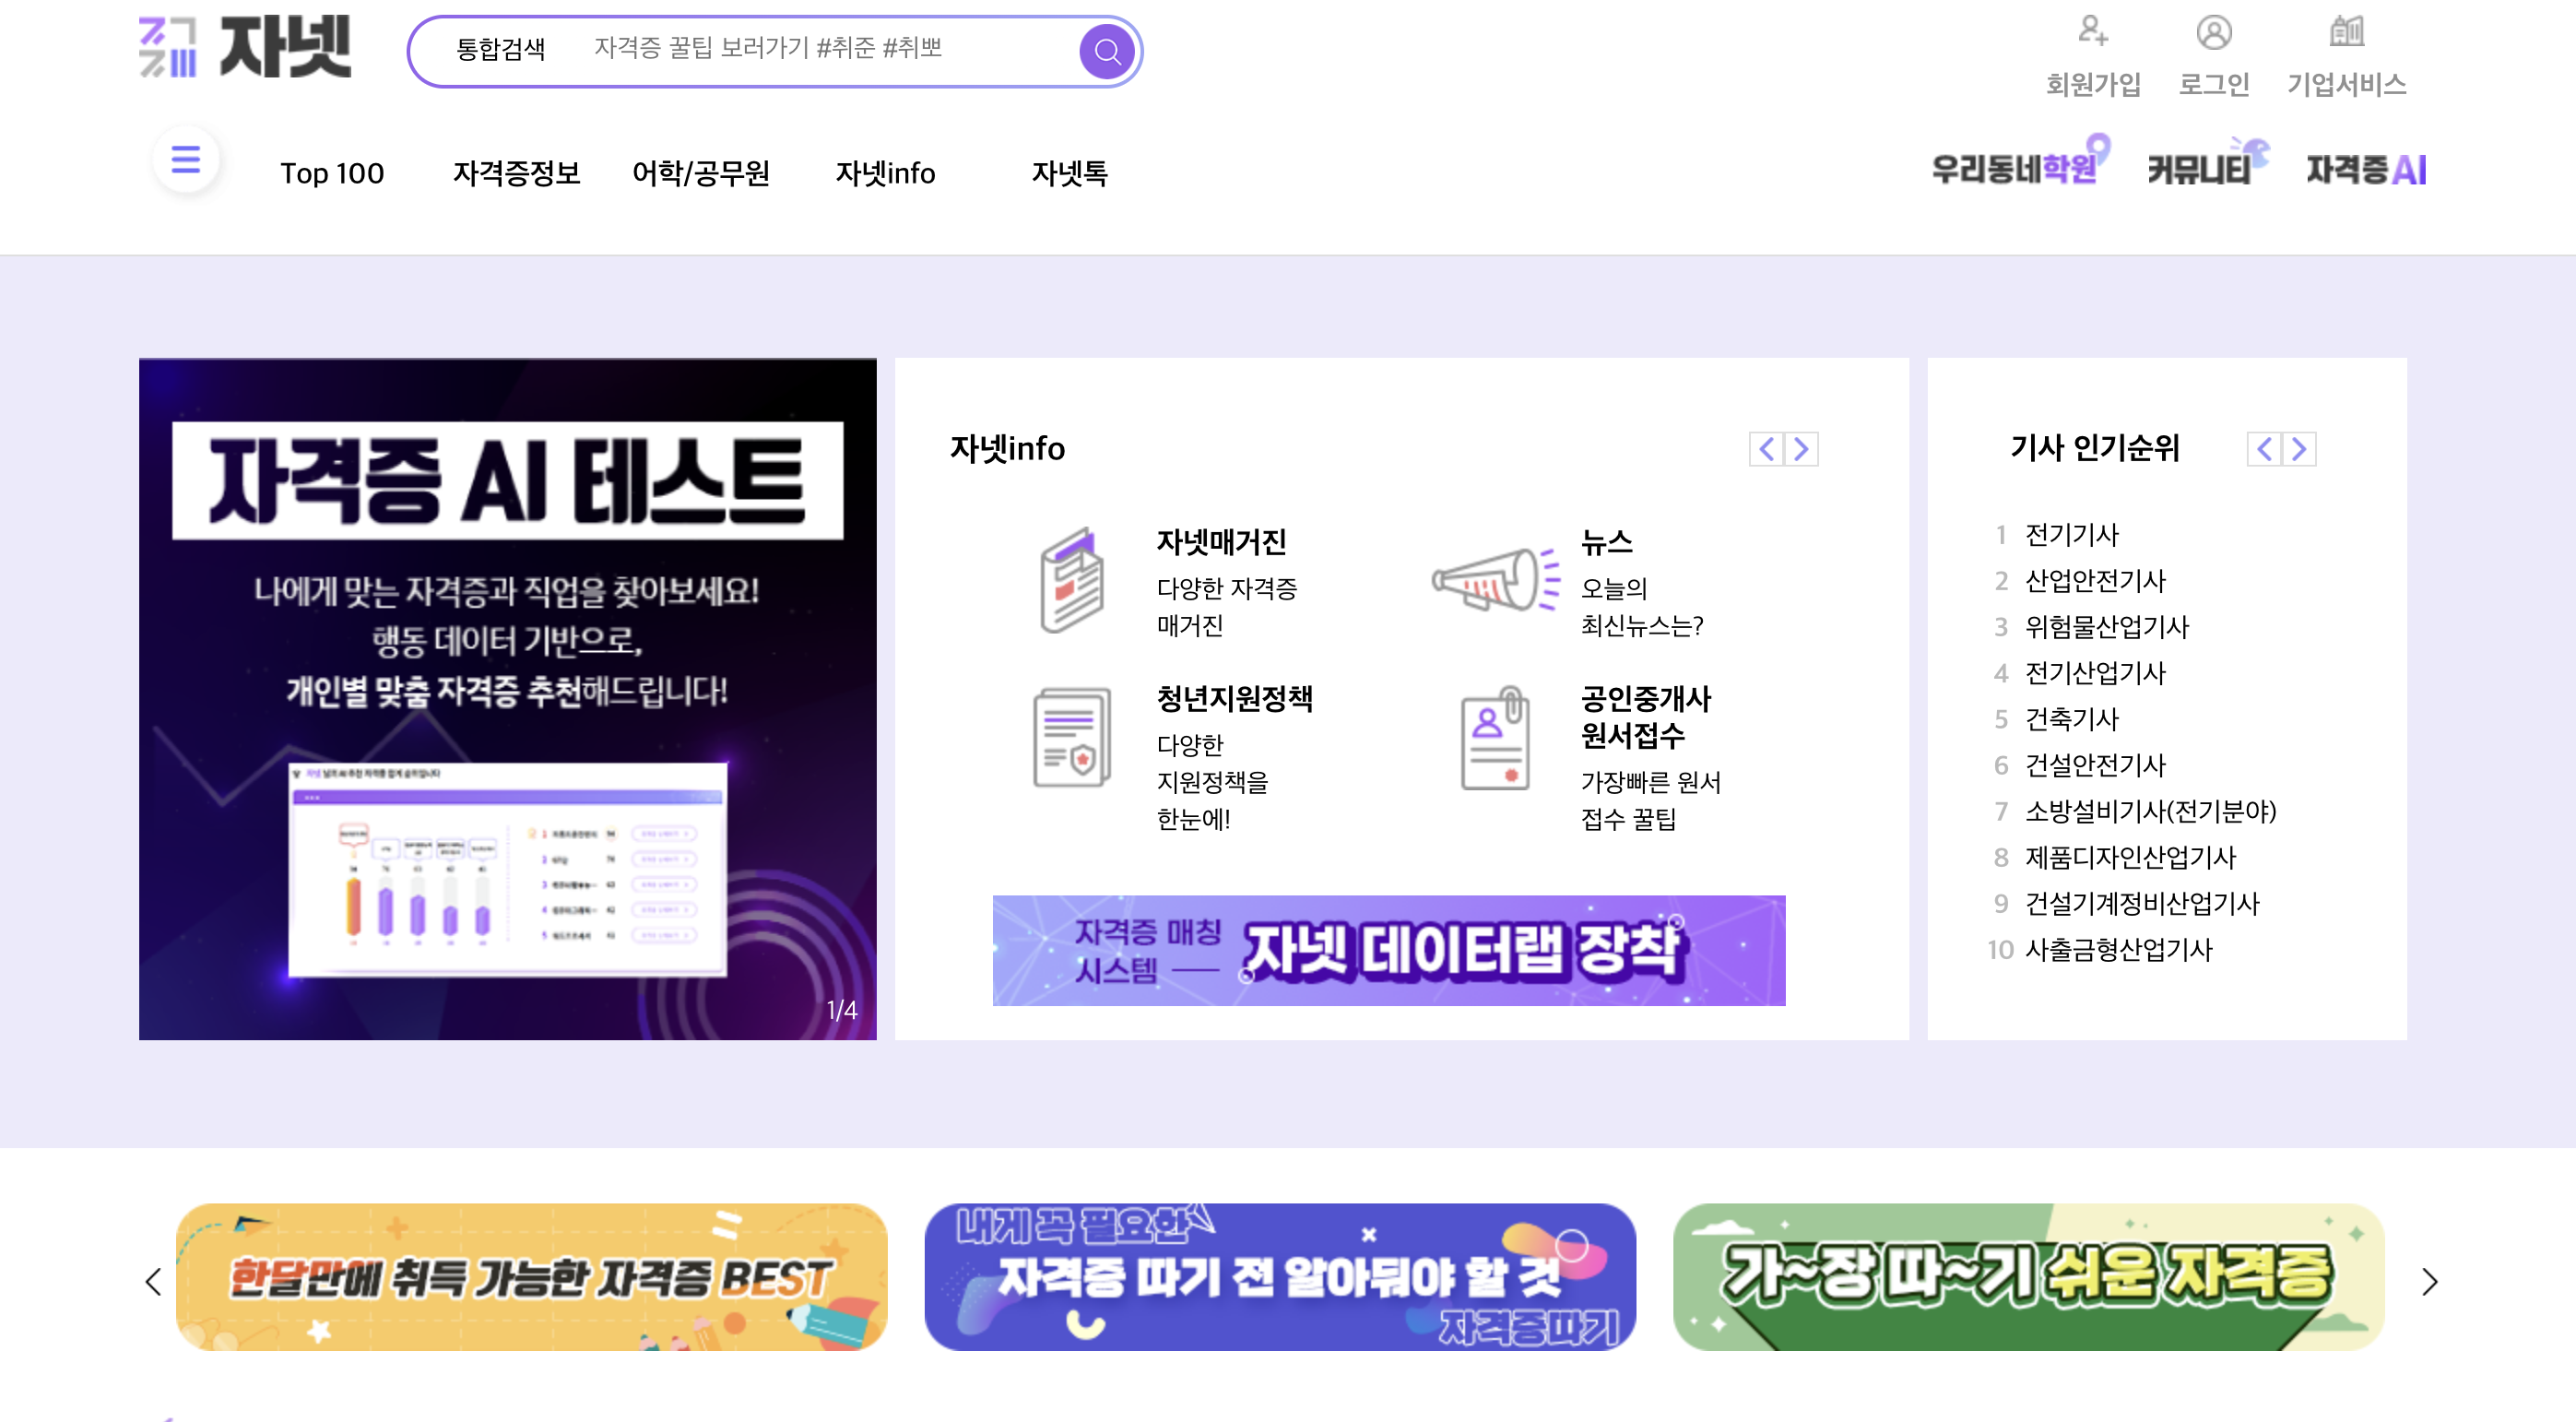 자넷
통합검색 자격증 꿀팁 보러가기 #취준 #취뽀
회원가입 로그인 기업서비스
Top 100 자격증정보 어학/공무원 자넷info 자넷톡
우리동네학원 커뮤니티 자격증AI
자격증 AI 테스트
나에게 맞는 자격증과 직업을 찾아보세요!
행동 데이터 기반으로,
개인별 맞춤 자격증 추천해드립니다!
1/4
자넷info
자넷매거진
다양한 자격증
매거진
뉴스
오늘의
최신뉴스는?
청년지원정책
다양한
지원정책을
한눈에!
공인중개사
원서접수
가장빠른 원서
접수 꿀팁
자격증 매칭
시스템
자넷 데이터랩 장착
기사 인기순위
1 전기기사
2 산업안전기사
3 위험물산업기사
4 전기산업기사
5 건축기사
6 건설안전기사
7 소방설비기사(전기분야)
8 제품디자인산업기사
9 건설기계정비산업기사
10 사출금형산업기사
한달만에 취득 가능한 자격증 BEST
내게 꼭 필요한
자격증 따기 전 알아둬야 할 것
자격증따기
가~장 따~기 쉬운 자격증